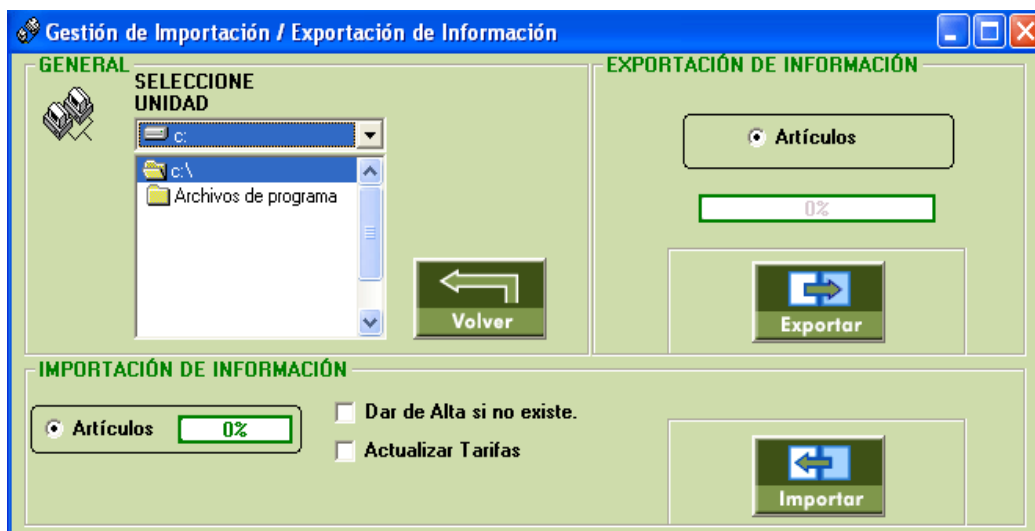 Gestión de Importación / Exportación de Información
GENERAL
SELECCIONE
UNIDAD
c:
c:\
Archivos de programa
Volver
EXPORTACIÓN DE INFORMACIÓN
Artículos
0%
Exportar
IMPORTACIÓN DE INFORMACIÓN
Artículos 0%
Dar de Alta si no existe.
Actualizar Tarifas
Importar